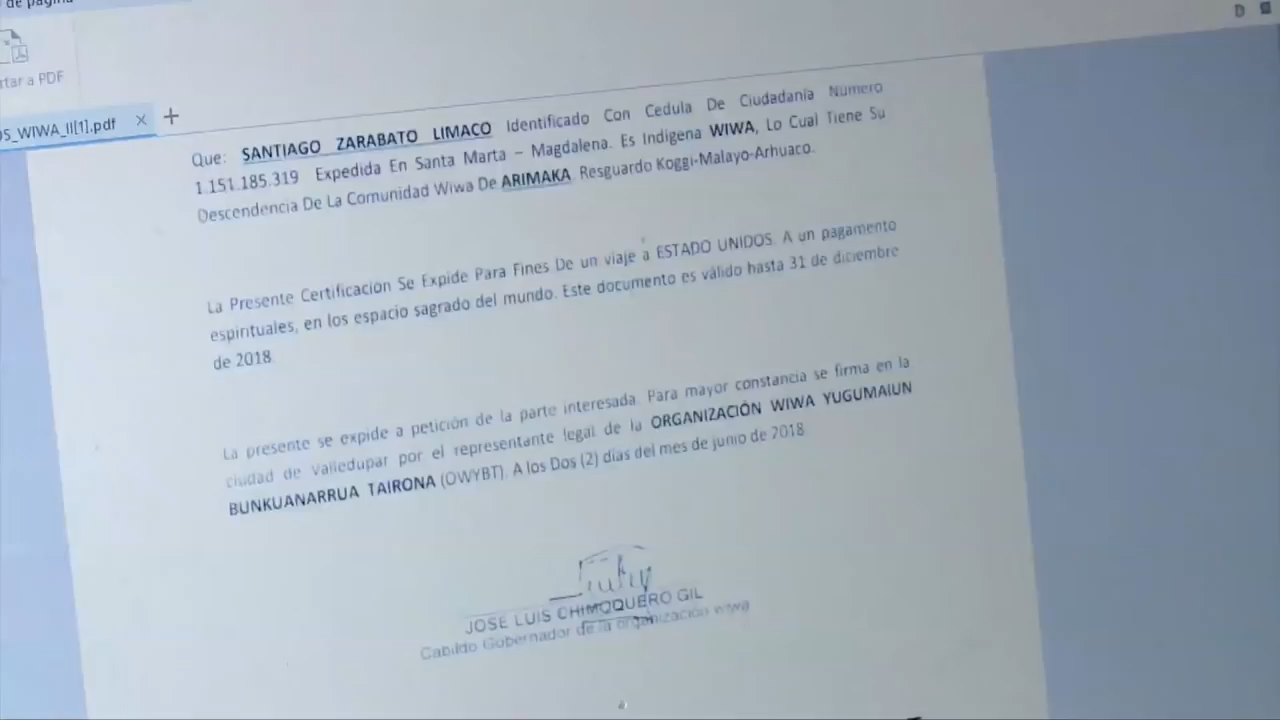 de pagina
rtar a PDF
OS_WIWA_II[1].pdf × +
D
Que: SANTIAGO ZARABATO LIMACO Identificado Con Cedula De Ciudadanía Número
1.151.185.319 Expedida En Santa Marta – Magdalena. Es Indigena WIWA, Lo Cual Tiene Su
Descendencia De La Comunidad Wiwa De ARIMAKA. Resguardo Koggi-Malayo-Arhuaco.
La Presente Certificación Se Expide Para Fines De un viaje a ESTADO UNIDOS. A un pagamento
espirituales, en los espacio sagrado del mundo. Este documento es válido hasta 31 de diciembre
de 2018
La presente se expide a petición de la parte interesada. Para mayor constancia se firma en la
ciudad de Valledupar por el representante legal de la ORGANIZACIÓN WIWA YUGUMAIUN
BUNKUANARRUA TAIRONA (OWYBT). A los Dos (2) días del mes de junio de 2018
JOSE LUIS CHIMOQUERO GIL
Cabildo Gobernador de la organización wiwa